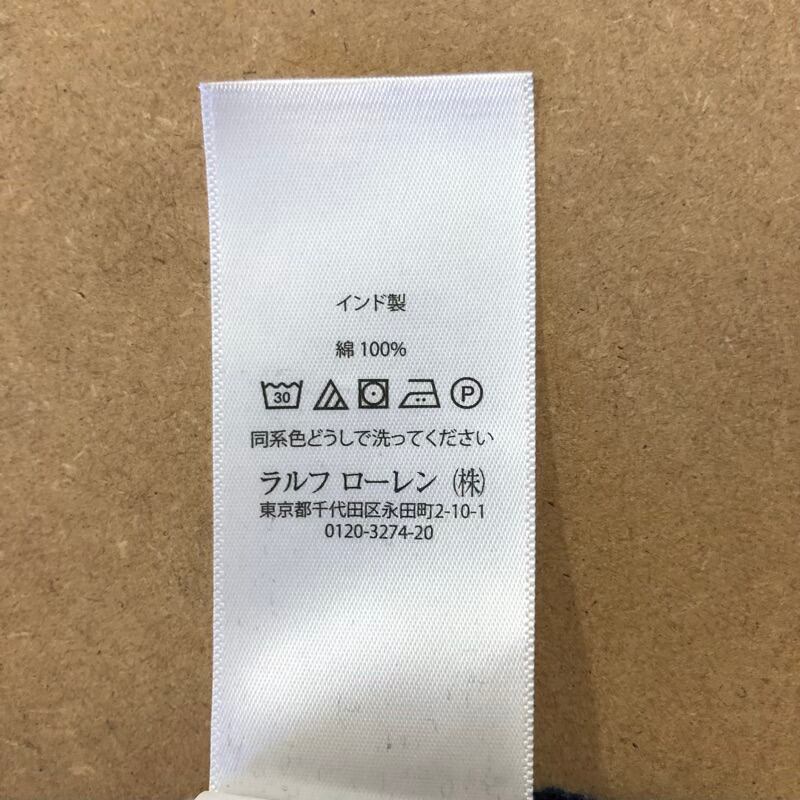 インド製
綿 100%
30 P
同系色どうしで洗ってください
ラルフ ローレン ㈱
東京都千代田区永田町2-10-1
0120-3274-20